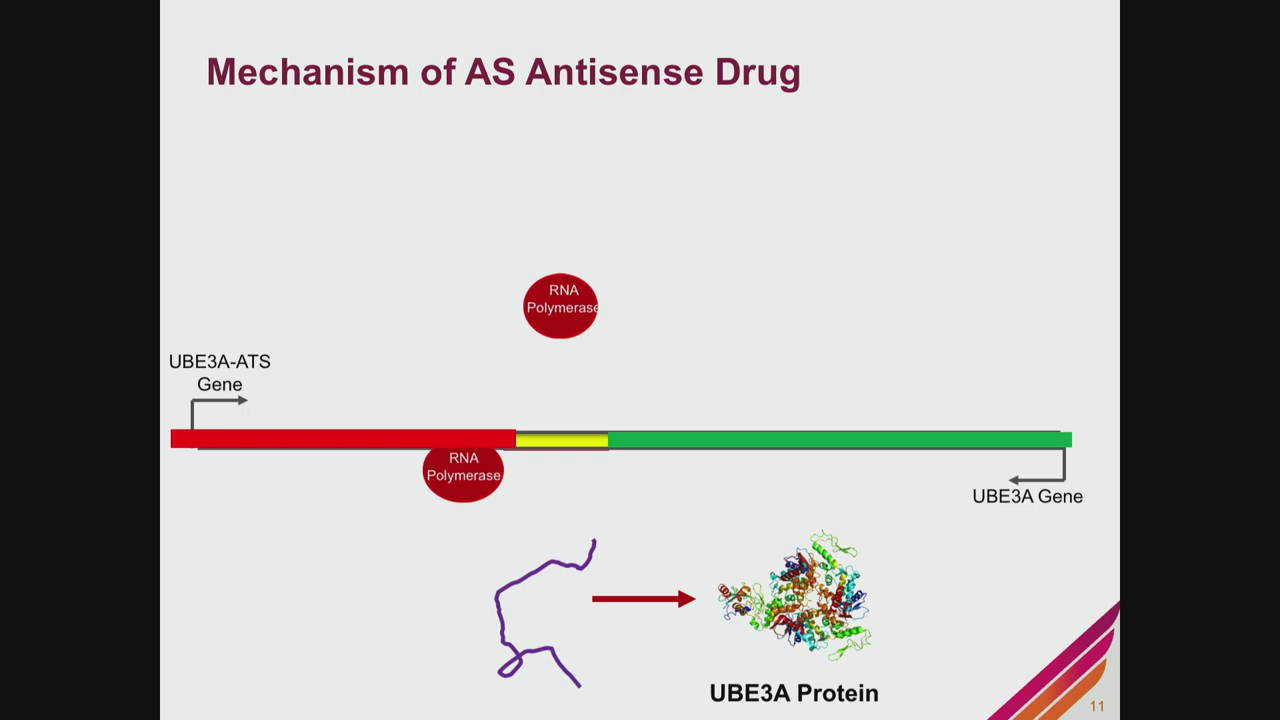 Mechanism of AS Antisense Drug
RNA
Polymerase
UBE3A-ATS
Gene
RNA
Polymerase
UBE3A Gene
UBE3A Protein
11